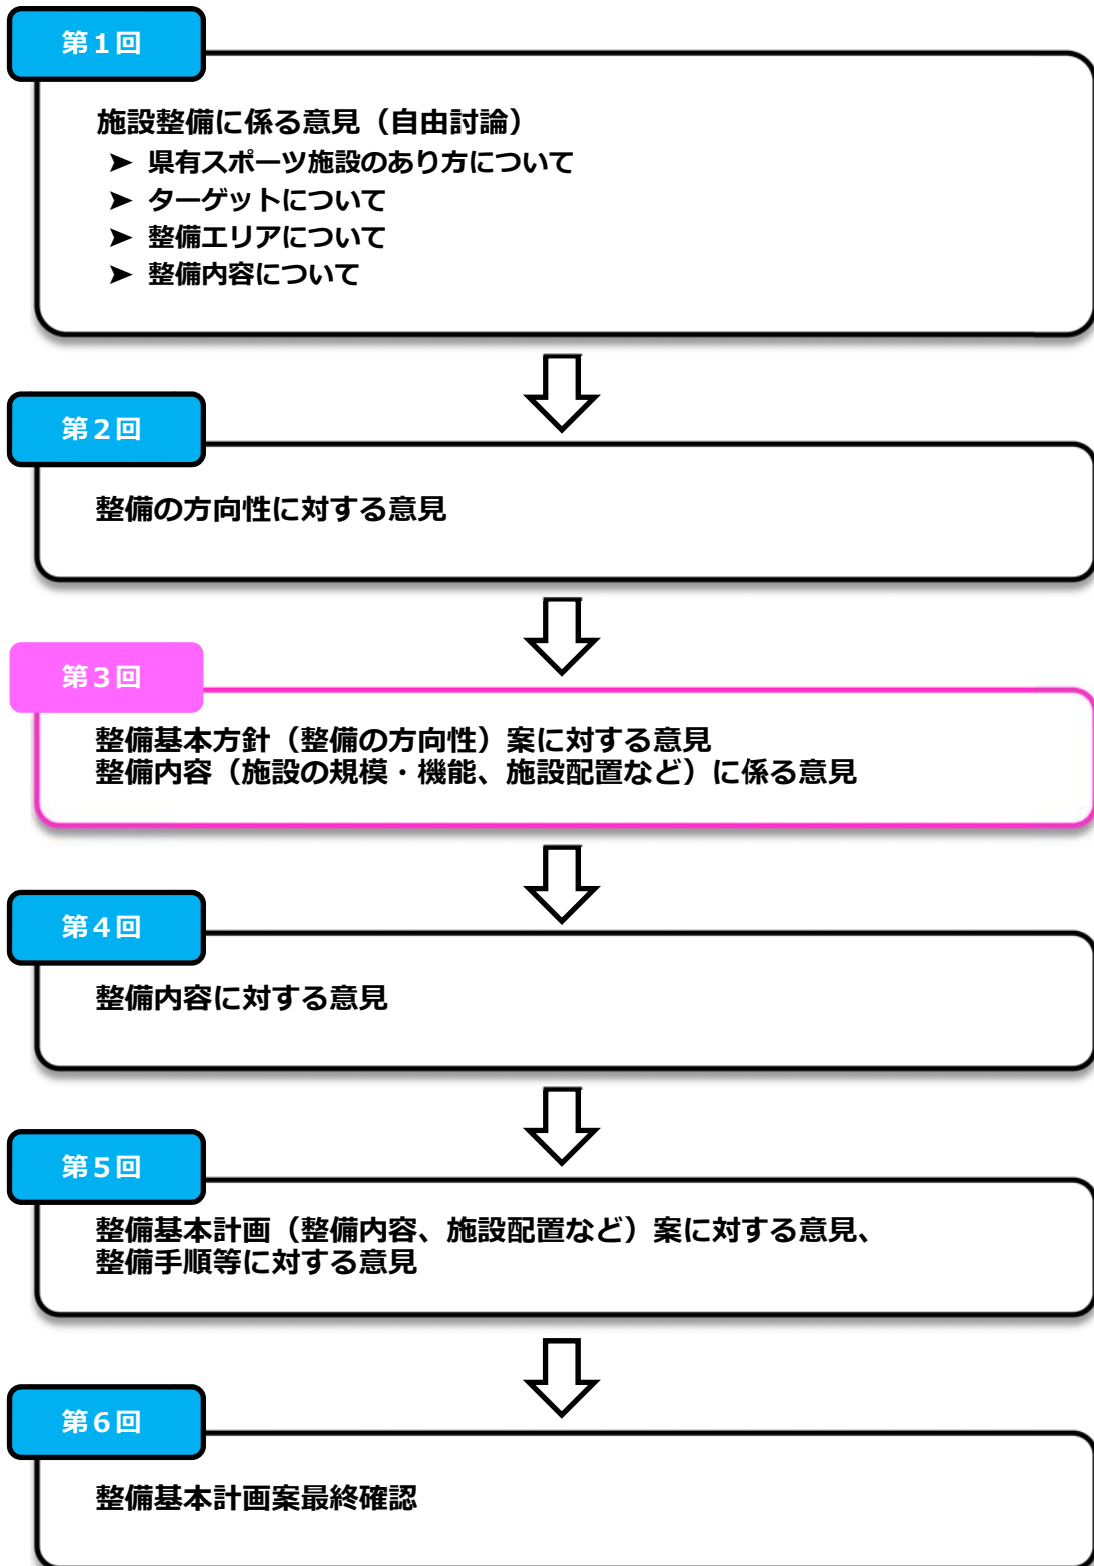 第1回
施設整備に係る意見（自由討論）
➤ 県有スポーツ施設のあり方について
➤ ターゲットについて
➤ 整備エリアについて
➤ 整備内容について
第2回
整備の方向性に対する意見
第3回
整備基本方針（整備の方向性）案に対する意見
整備内容（施設の規模・機能、施設配置など）に係る意見
第4回
整備内容に対する意見
第5回
整備基本計画（整備内容、施設配置など）案に対する意見、
整備手順等に対する意見
第6回
整備基本計画案最終確認